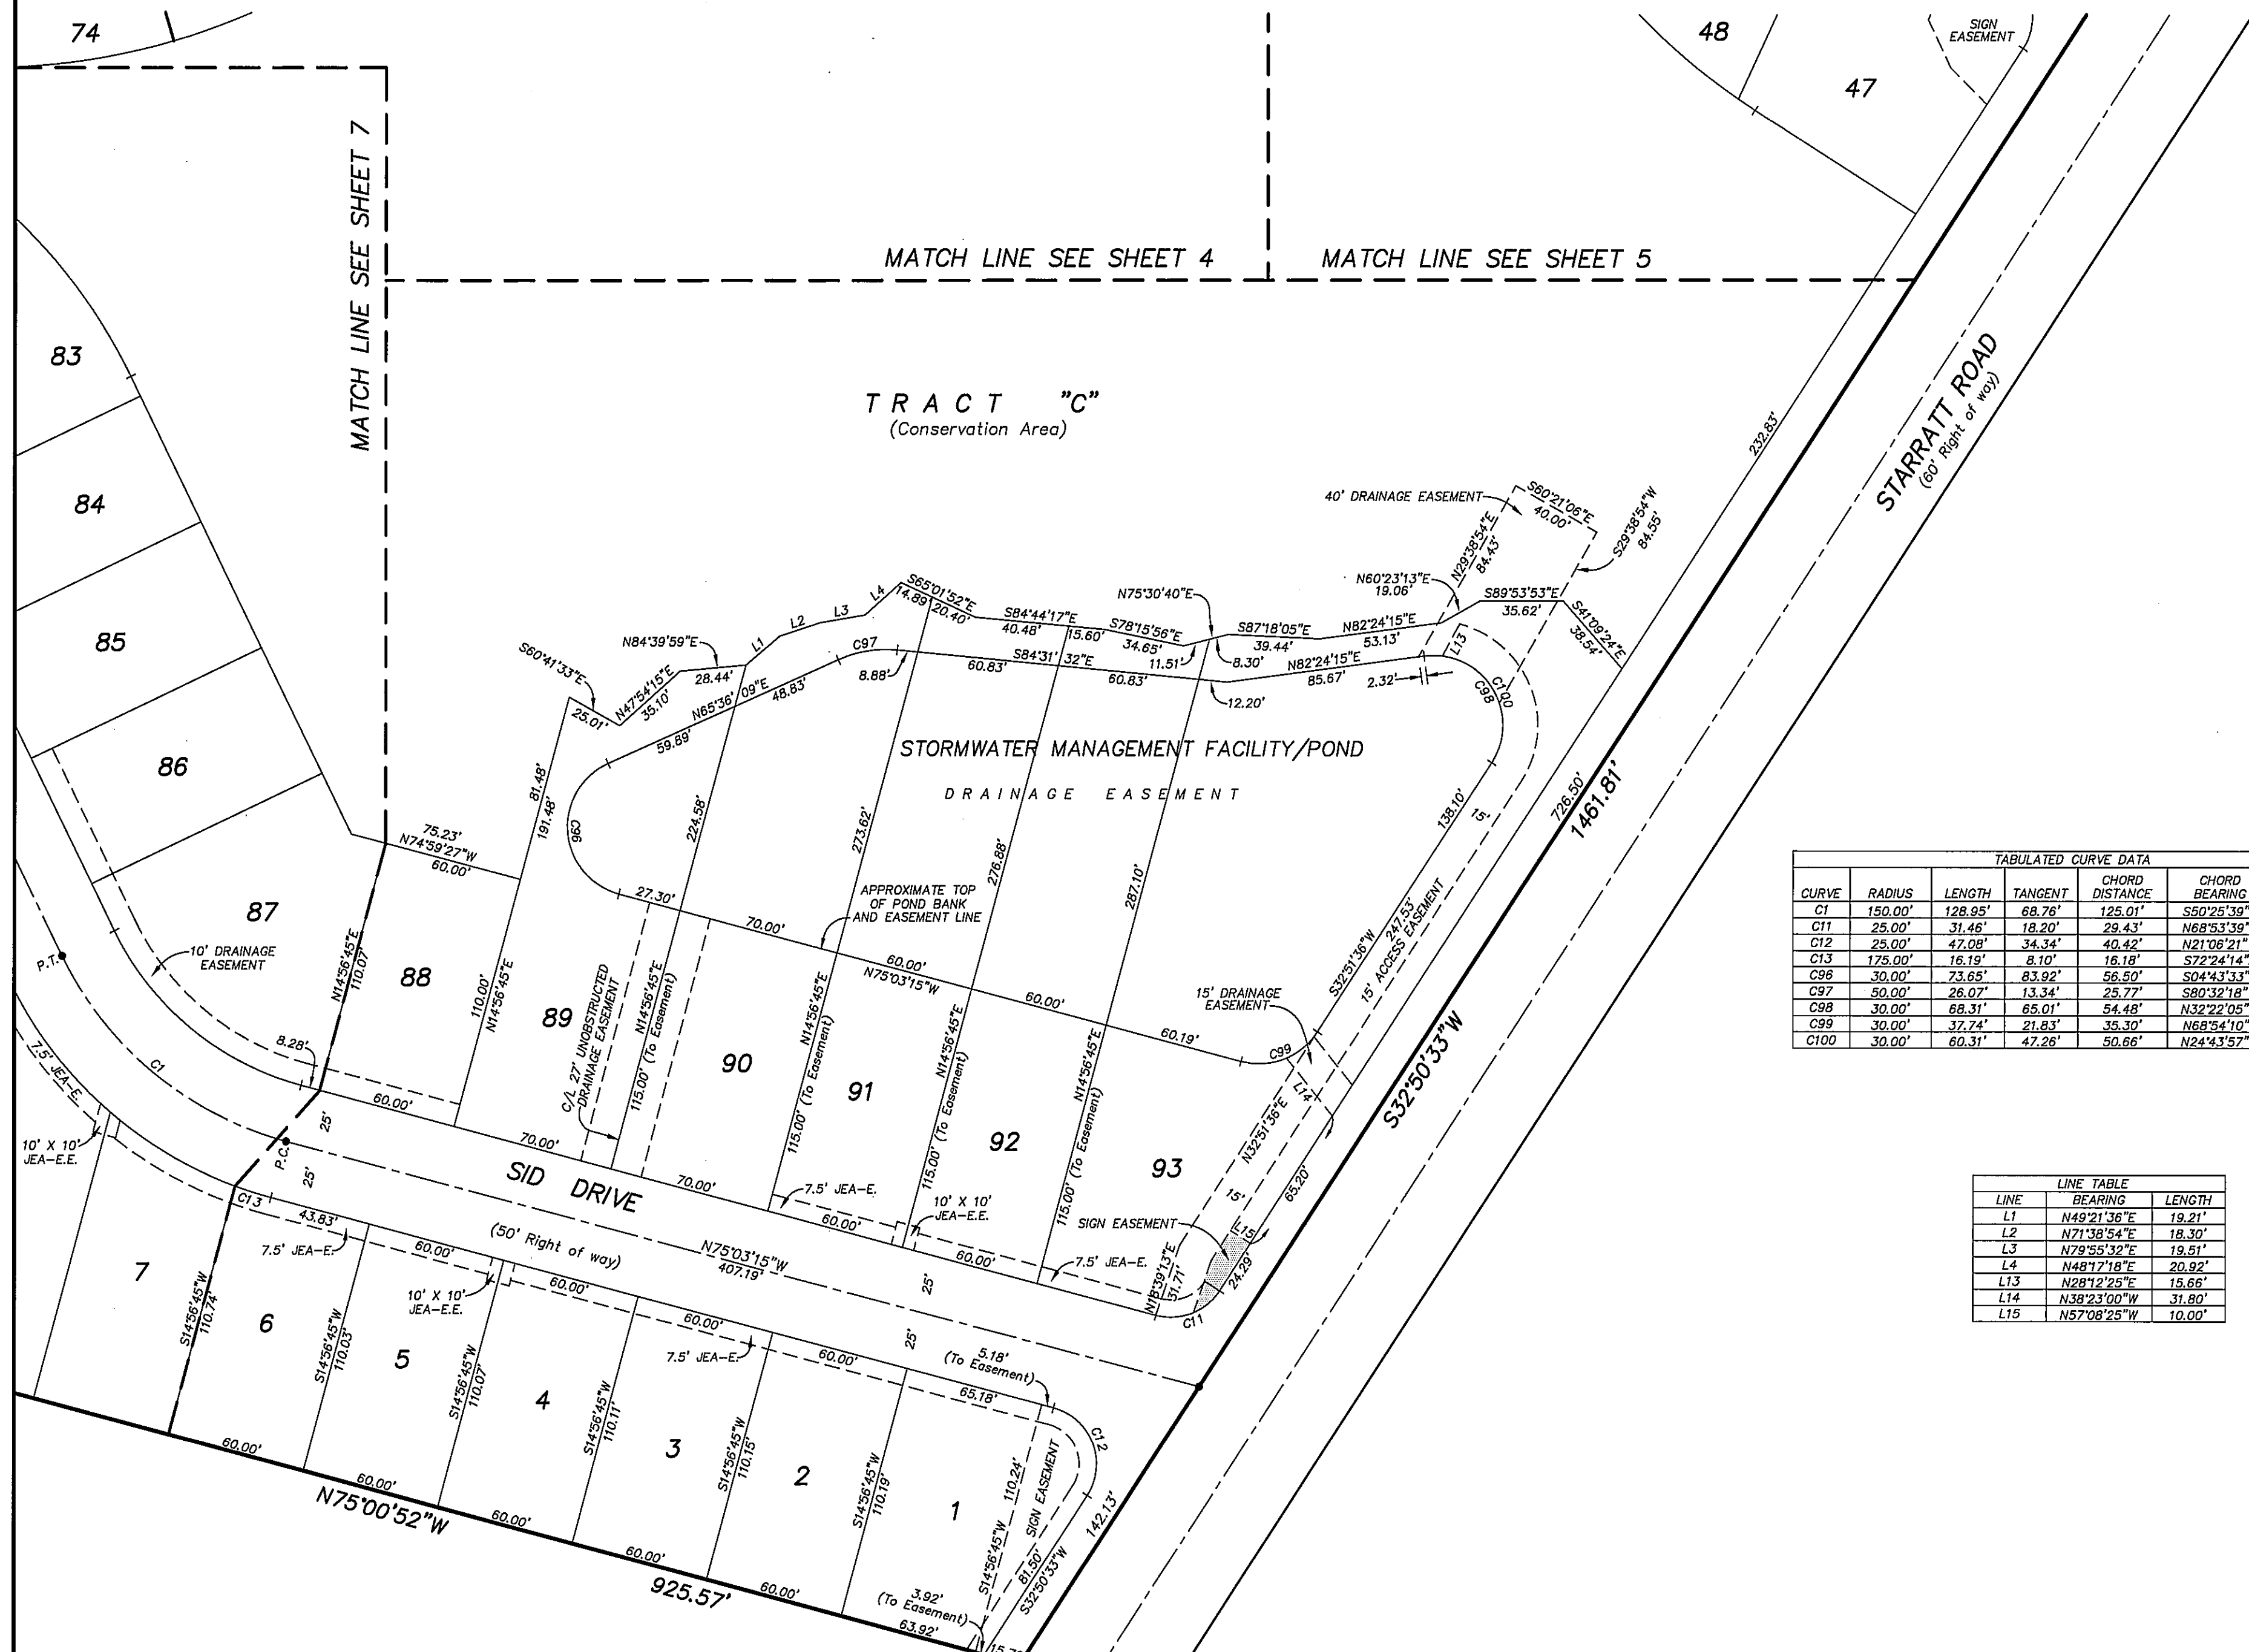 74
48
SIGN
EASEMENT
47
MATCH LINE SEE SHEET 7
MATCH LINE SEE SHEET 4
MATCH LINE SEE SHEET 5
83
84
85
86
87
TRACT "C"
(Conservation Area)
STARRATT ROAD
(60' Right of way)
232.83'
40' DRAINAGE EASEMENT
S60°21'06"E
40.00'
N29°38'54"E
84.43'
S29°38'54"W
84.55'
N60°23'13"E
19.06'
S89°53'53"E
35.62'
S41°09'24"E
38.54'
N75°30'40"E
S65°01'52"E
14.89'
20.40'
S84°44'17"E
40.48'
15.60'
S78°15'56"E
34.65'
11.51'
8.30'
S87°18'05"E
39.44'
N82°24'15"E
53.13'
S60°41'33"E
25.01'
N47°54'15"E
35.10'
N84°39'59"E
28.44'
L1
L2
L3
L4
C97
8.88'
S84°31'32"E
60.83'
60.83'
12.20'
N82°24'15"E
85.67'
2.32'
L13
C98
C100
N65°36'09"E
48.83'
59.89'
STORMWATER MANAGEMENT FACILITY/POND
DRAINAGE EASEMENT
81.48'
191.48'
C96
224.58'
273.62'
276.88'
287.10'
138.10'
15'
726.50'
1461.81'
75.23'
N74°59'27"W
60.00'
27.30'
APPROXIMATE TOP
OF POND BANK
AND EASEMENT LINE
70.00'
60.00'
N75°03'15"W
60.00'
60.19'
C99
S32°51'36"W
247.53'
15' ACCESS EASEMENT
15' DRAINAGE
EASEMENT
L14
S32°50'33"W
P.T.
10' DRAINAGE
EASEMENT
N14°56'45"E
110.07'
88
110.00'
N14°56'45"E
89
C/L 27' UNOBSTRUCTED
DRAINAGE EASEMENT
N14°56'45"E
115.00' (To Easement)
90
N14°56'45"E
115.00' (To Easement)
91
N14°56'45"E
115.00' (To Easement)
92
N14°56'45"E
115.00' (To Easement)
93
N32°51'36"E
15'
65.20'
SIGN EASEMENT
L15
24.29'
N18°39'13"E
31.71'
C11
8.28'
C1
7.5' JEA-E.
10' X 10'
JEA-E.E.
60.00'
25'
P.C.
25'
70.00'
SID DRIVE
(50' Right of way)
70.00'
7.5' JEA-E.
60.00'
10' X 10'
JEA-E.E.
60.00'
7.5' JEA-E.
N75°03'15"W
407.19'
25'
25'
C13
43.83'
7.5' JEA-E.
60.00'
10' X 10'
JEA-E.E.
60.00'
60.00'
7.5' JEA-E.
60.00'
5.18'
(To Easement)
65.18'
C12
7
S14°56'45"W
110.74'
6
S14°56'45"W
110.03'
5
S14°56'45"W
110.07'
4
S14°56'45"W
110.11'
3
S14°56'45"W
110.15'
2
S14°56'45"W
110.19'
1
S14°56'45"W
110.24'
SIGN EASEMENT
81.50'
S32°50'33"W
142.13'
60.00'
60.00'
N75°00'52"W
60.00'
60.00'
925.57'
60.00'
3.92'
(To Easement)
63.92'
TABULATED CURVE DATA
CURVE RADIUS LENGTH TANGENT CHORD DISTANCE CHORD BEARING
C1 150.00' 128.95' 68.76' 125.01' S50°25'39"
C11 25.00' 31.46' 18.20' 29.43' N68°53'39"
C12 25.00' 47.08' 34.34' 40.42' N21°06'21"
C13 175.00' 16.19' 8.10' 16.18' S72°24'14"
C96 30.00' 73.65' 83.92' 56.50' S04°43'33"
C97 50.00' 26.07' 13.34' 25.77' S80°32'18"
C98 30.00' 68.31' 65.01' 54.48' N32°22'05"
C99 30.00' 37.74' 21.83' 35.30' N68°54'10"
C100 30.00' 60.31' 47.26' 50.66' N24°43'57"
LINE TABLE
LINE BEARING LENGTH
L1 N49°21'36"E 19.21'
L2 N71°38'54"E 18.30'
L3 N79°55'32"E 19.51'
L4 N48°17'18"E 20.92'
L13 N28°12'25"E 15.66'
L14 N38°23'00"W 31.80'
L15 N57°08'25"W 10.00'